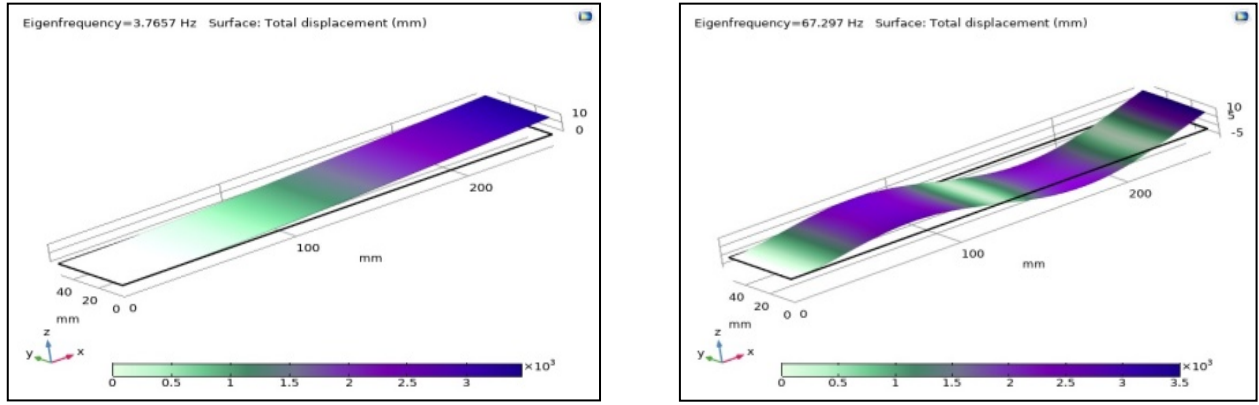 Eigenfrequency=3.7657 Hz Surface: Total displacement (mm)
10
0
200
100
mm
40
20
0 0
mm
z
y x
×10³
0 0.5 1 1.5 2 2.5 3
Eigenfrequency=67.297 Hz Surface: Total displacement (mm)
10
5
-5
200
100
mm
40
20
0 0
mm
z
y x
×10³
0 0.5 1 1.5 2 2.5 3 3.5